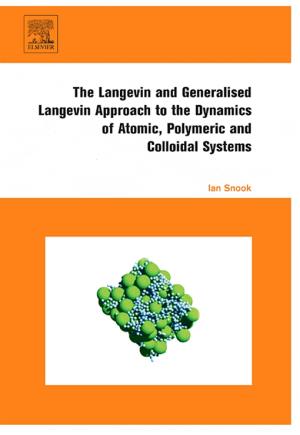 ELSEVIER
The Langevin and Generalised
Langevin Approach to the Dynamics
of Atomic, Polymeric and
Colloidal Systems
Ian Snook